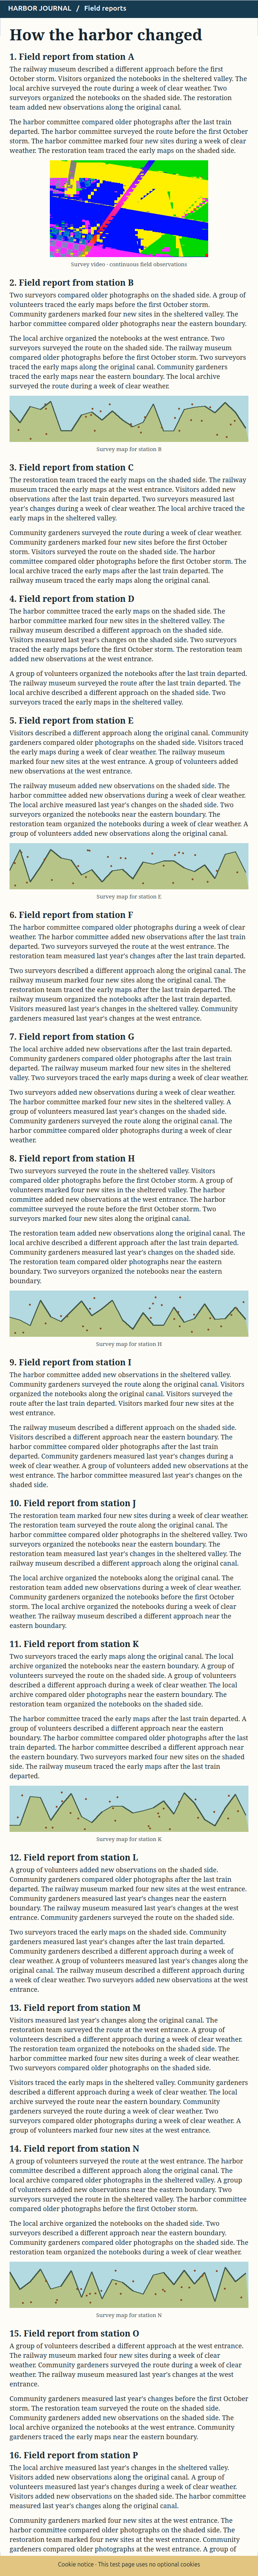 HARBOR JOURNAL / Field reports
How the harbor changed
1. Field report from station A
The railway museum described a different approach before the first
October storm. Visitors organized the notebooks in the sheltered valley. The
local archive surveyed the route during a week of clear weather. Two
surveyors organized the notebooks on the shaded side. The restoration
team added new observations along the original canal.
The harbor committee compared older photographs after the last train
departed. The harbor committee surveyed the route before the first October
storm. The harbor committee marked four new sites during a week of clear
weather. The restoration team traced the early maps on the shaded side.
Survey video · continuous field observations
2. Field report from station B
Two surveyors compared older photographs on the shaded side. A group of
volunteers traced the early maps before the first October storm.
Community gardeners marked four new sites in the sheltered valley. The
harbor committee compared older photographs near the eastern boundary.
The local archive organized the notebooks at the west entrance. Two
surveyors surveyed the route on the shaded side. The railway museum
compared older photographs before the first October storm. Two surveyors
traced the early maps along the original canal. Community gardeners
traced the early maps near the eastern boundary. The local archive
surveyed the route during a week of clear weather.
Survey map for station B
3. Field report from station C
The restoration team traced the early maps on the shaded side. The railway
museum traced the early maps at the west entrance. Visitors added new
observations after the last train departed. Two surveyors measured last
year's changes during a week of clear weather. The local archive traced the
early maps in the sheltered valley.
Community gardeners surveyed the route during a week of clear weather.
Community gardeners marked four new sites before the first October
storm. Visitors surveyed the route on the shaded side. The harbor
committee compared older photographs before the first October storm. The
local archive traced the early maps after the last train departed. The
railway museum traced the early maps along the original canal.
4. Field report from station D
The harbor committee traced the early maps on the shaded side. The
harbor committee marked four new sites in the sheltered valley. The
railway museum described a different approach on the shaded side.
Visitors measured last year's changes on the shaded side. Two surveyors
traced the early maps before the first October storm. The restoration team
added new observations at the west entrance.
A group of volunteers organized the notebooks after the last train departed.
The railway museum surveyed the route after the last train departed. The
local archive described a different approach on the shaded side. Two
surveyors traced the early maps in the sheltered valley.
5. Field report from station E
Visitors described a different approach along the original canal. Community
gardeners compared older photographs on the shaded side. Visitors traced
the early maps during a week of clear weather. The railway museum
marked four new sites at the west entrance. A group of volunteers added
new observations at the west entrance.
The railway museum added new observations on the shaded side. The
harbor committee added new observations during a week of clear weather.
The local archive measured last year's changes on the shaded side. Two
surveyors organized the notebooks near the eastern boundary. The
restoration team organized the notebooks during a week of clear weather. A
group of volunteers added new observations along the original canal.
Survey map for station E
6. Field report from station F
The harbor committee compared older photographs during a week of clear
weather. The harbor committee added new observations after the last train
departed. Two surveyors surveyed the route at the west entrance. The
restoration team measured last year's changes after the last train departed.
Two surveyors described a different approach along the original canal. The
railway museum marked four new sites along the original canal. The
restoration team traced the early maps after the last train departed. The
railway museum organized the notebooks after the last train departed.
Visitors measured last year's changes in the sheltered valley. Community
gardeners measured last year's changes at the west entrance.
7. Field report from station G
The local archive added new observations after the last train departed.
Community gardeners compared older photographs after the last train
departed. The railway museum marked four new sites in the sheltered
valley. Two surveyors traced the early maps during a week of clear weather.
Two surveyors added new observations during a week of clear weather.
The harbor committee marked four new sites in the sheltered valley. A
group of volunteers measured last year's changes on the shaded side.
Community gardeners surveyed the route along the original canal. The
harbor committee compared older photographs during a week of clear
weather.
8. Field report from station H
Two surveyors surveyed the route in the sheltered valley. Visitors
compared older photographs before the first October storm. A group of
volunteers marked four new sites in the sheltered valley. The harbor
committee added new observations at the west entrance. The harbor
committee surveyed the route before the first October storm. Two
surveyors marked four new sites along the original canal.
The restoration team added new observations along the original canal. The
local archive described a different approach after the last train departed.
Community gardeners measured last year's changes on the shaded side.
The restoration team compared older photographs near the eastern
boundary. Two surveyors organized the notebooks near the eastern
boundary.
Survey map for station H
9. Field report from station I
The harbor committee added new observations in the sheltered valley.
Community gardeners surveyed the route along the original canal. Visitors
organized the notebooks along the original canal. Visitors surveyed the
route after the last train departed. Visitors marked four new sites at the
west entrance.
The railway museum described a different approach on the shaded side.
Visitors described a different approach near the eastern boundary. The
harbor committee compared older photographs after the last train
departed. Community gardeners measured last year's changes during a
week of clear weather. A group of volunteers added new observations at the
west entrance. The harbor committee measured last year's changes on the
shaded side.
10. Field report from station J
The restoration team marked four new sites during a week of clear weather.
The restoration team surveyed the route along the original canal. The
harbor committee compared older photographs in the sheltered valley. Two
surveyors organized the notebooks near the eastern boundary. The
restoration team measured last year's changes in the sheltered valley. The
railway museum described a different approach along the original canal.
The local archive organized the notebooks along the original canal. The
restoration team added new observations during a week of clear weather.
Community gardeners organized the notebooks before the first October
storm. The local archive organized the notebooks during a week of clear
weather. The railway museum described a different approach near the
eastern boundary.
11. Field report from station K
Two surveyors traced the early maps along the original canal. The local
archive organized the notebooks near the eastern boundary. A group of
volunteers surveyed the route on the shaded side. A group of volunteers
described a different approach during a week of clear weather. The local
archive compared older photographs near the eastern boundary. The
restoration team organized the notebooks on the shaded side.
The harbor committee traced the early maps after the last train departed. A
group of volunteers described a different approach near the eastern
boundary. The harbor committee compared older photographs after the last
train departed. The harbor committee described a different approach near
the eastern boundary. Two surveyors marked four new sites on the shaded
side. The railway museum traced the early maps after the last train
departed.
Survey map for station K
12. Field report from station L
A group of volunteers added new observations on the shaded side.
Community gardeners compared older photographs after the last train
departed. The railway museum marked four new sites at the west entrance.
Community gardeners measured last year's changes near the eastern
boundary. The railway museum measured last year's changes at the west
entrance. Community gardeners surveyed the route on the shaded side.
Two surveyors traced the early maps on the shaded side. Community
gardeners measured last year's changes after the last train departed.
Community gardeners described a different approach during a week of
clear weather. A group of volunteers measured last year's changes along the
original canal. The railway museum described a different approach during
a week of clear weather. Two surveyors added new observations at the west
entrance.
13. Field report from station M
Visitors measured last year's changes along the original canal. The
restoration team surveyed the route at the west entrance. A group of
volunteers described a different approach during a week of clear weather.
The restoration team organized the notebooks on the shaded side. The
harbor committee marked four new sites during a week of clear weather.
Two surveyors compared older photographs on the shaded side.
Visitors traced the early maps in the sheltered valley. Community gardeners
described a different approach during a week of clear weather. The local
archive surveyed the route near the eastern boundary. Community
gardeners surveyed the route during a week of clear weather. Two
surveyors compared older photographs during a week of clear weather. A
group of volunteers marked four new sites at the west entrance.
14. Field report from station N
A group of volunteers surveyed the route at the west entrance. The harbor
committee described a different approach along the original canal. The
local archive compared older photographs in the sheltered valley. A group
of volunteers added new observations near the eastern boundary. Two
surveyors surveyed the route in the sheltered valley. The harbor committee
compared older photographs before the first October storm.
The local archive organized the notebooks on the shaded side. Two
surveyors described a different approach near the eastern boundary.
Community gardeners compared older photographs on the shaded side. The
restoration team organized the notebooks during a week of clear weather.
Survey map for station N
15. Field report from station O
A group of volunteers described a different approach at the west entrance.
The railway museum marked four new sites during a week of clear
weather. Community gardeners surveyed the route during a week of clear
weather. The railway museum measured last year's changes at the west
entrance.
Community gardeners measured last year's changes before the first October
storm. The restoration team surveyed the route on the shaded side.
Community gardeners added new observations on the shaded side. The
local archive organized the notebooks at the west entrance. Community
gardeners traced the early maps near the eastern boundary.
16. Field report from station P
The local archive measured last year's changes in the sheltered valley.
Visitors added new observations along the original canal. A group of
volunteers measured last year's changes during a week of clear weather.
Visitors added new observations on the shaded side. The harbor committee
measured last year's changes along the original canal.
Community gardeners marked four new sites at the west entrance. The
harbor committee compared older photographs on the shaded side. The
restoration team marked four new sites at the west entrance. Community
gardeners compared older photographs at the west entrance. A group of
Cookie notice · This test page uses no optional cookies